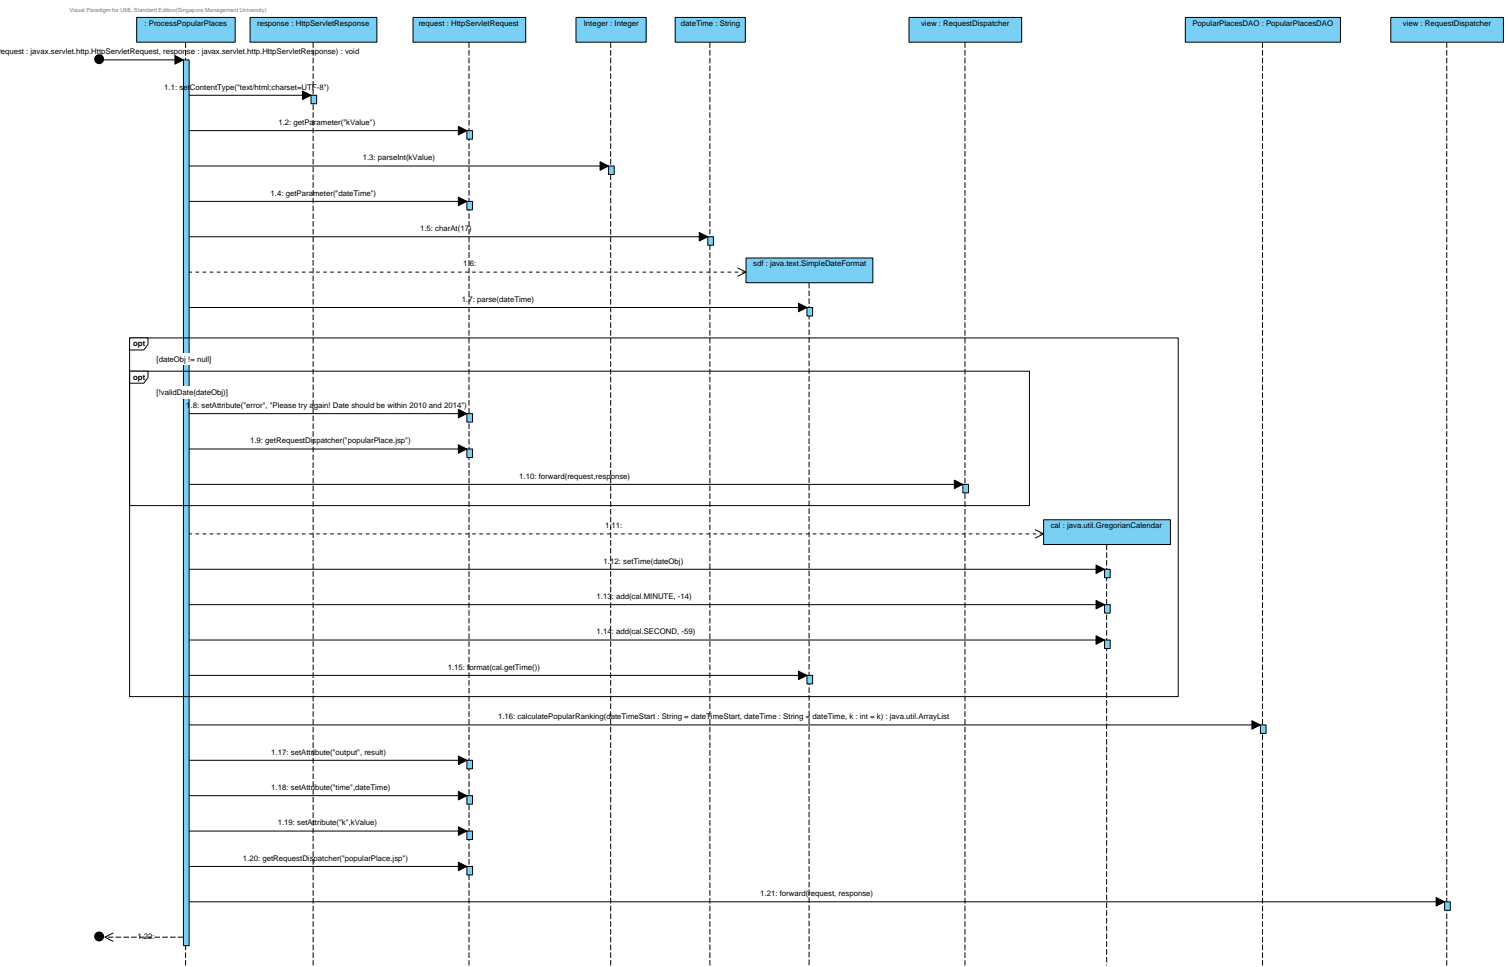 Visual Paradigm for UML Standard Edition(Singapore Management University)
: ProcessPopularPlaces
response : HttpServletResponse
request : HttpServletRequest
Integer : Integer
dateTime : String
view : RequestDispatcher
PopularPlacesDAO : PopularPlacesDAO
view : RequestDispatcher
request : javax.servlet.http.HttpServletRequest, response : javax.servlet.http.HttpServletResponse) : void
1.1: setContentType("text/html;charset=UTF-8")
1.2: getParameter("kValue")
1.3: parseInt(kValue)
1.4: getParameter("dateTime")
1.5: charAt(17)
1.6:
sdf : java.text.SimpleDateFormat
1.7: parse(dateTime)
opt
[dateObj != null]
opt
[!validDate(dateObj)]
1.8: setAttribute("error", "Please try again! Date should be within 2010 and 2014")
1.9: getRequestDispatcher("popularPlace.jsp")
1.10: forward(request,response)
1.11:
cal : java.util.GregorianCalendar
1.12: setTime(dateObj)
1.13: add(cal.MINUTE, -14)
1.14: add(cal.SECOND, -59)
1.15: format(cal.getTime())
1.16: calculatePopularRanking(dateTimeStart : String = dateTimeStart, dateTime : String = dateTime, k : int = k) : java.util.ArrayList
1.17: setAttribute("output", result)
1.18: setAttribute("time",dateTime)
1.19: setAttribute("k",kValue)
1.20: getRequestDispatcher("popularPlace.jsp")
1.21: forward(request, response)
1.22: